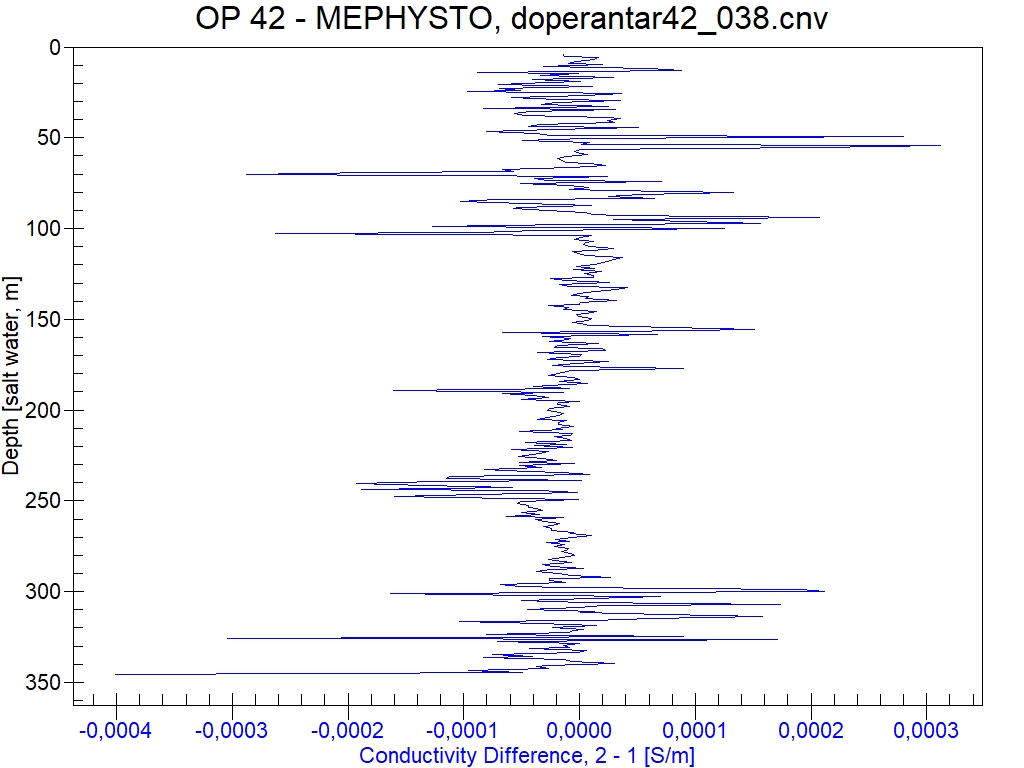 OP 42 - MEPHYSTO, doperantar42_038.cnv
0
50
100
150
200
250
300
350
Depth [salt water, m]
-0,0004 -0,0003 -0,0002 -0,0001 0,0000 0,0001 0,0002 0,0003
Conductivity Difference, 2 - 1 [S/m]